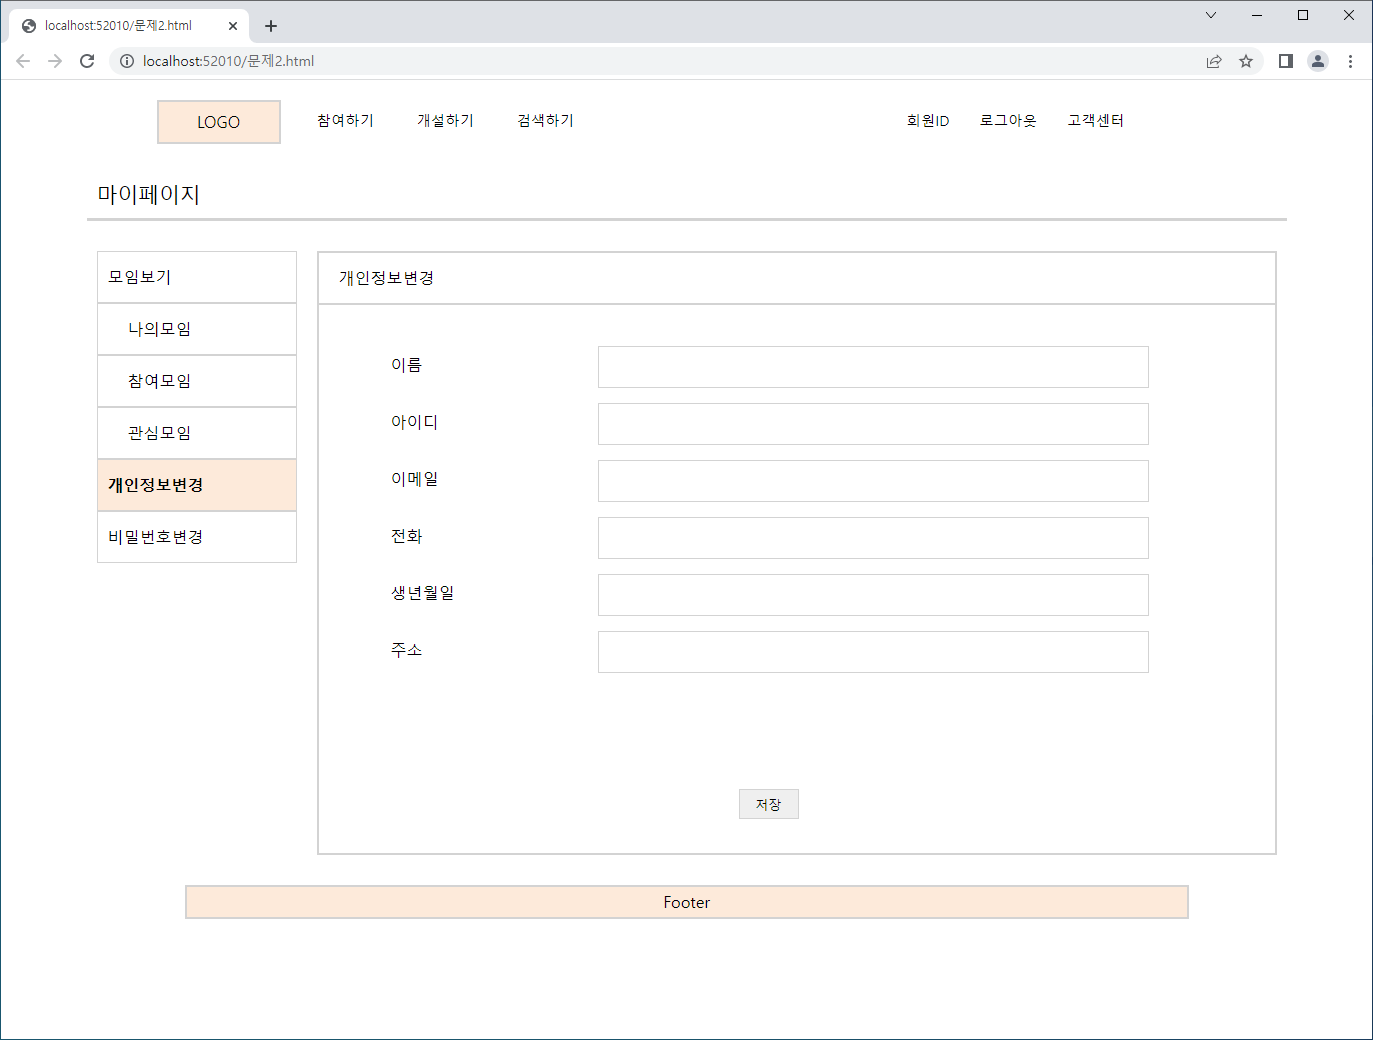 localhost:52010/문제2.html
localhost:52010/문제2.html
LOGO 참여하기 개설하기 검색하기 회원ID 로그아웃 고객센터
마이페이지
모임보기
나의모임
참여모임
관심모임
개인정보변경
비밀번호변경
개인정보변경
이름
아이디
이메일
전화
생년월일
주소
저장
Footer